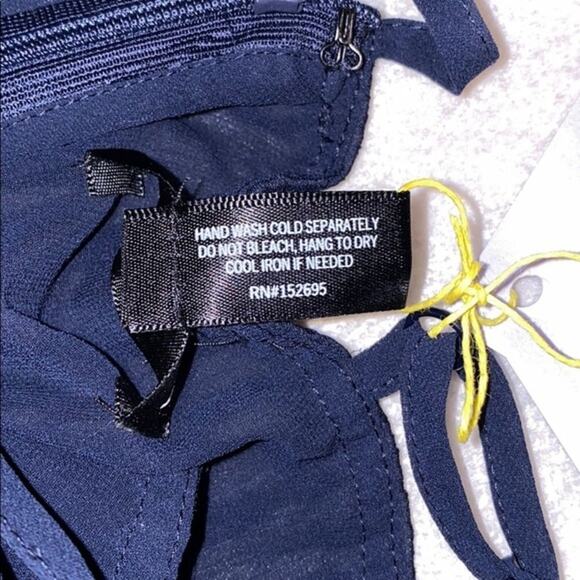 HAND WASH COLD SEPARATELY
DO NOT BLEACH, HANG TO DRY
COOL IRON IF NEEDED
RN#152695